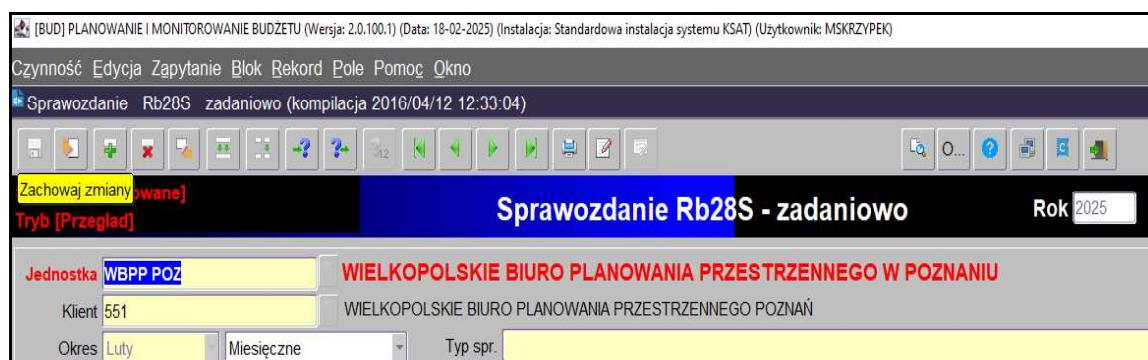 [BUD] PLANOWANIE I MONITOROWANIE BUDŻETU (Wersja: 2.0.100.1) (Data: 18-02-2025) (Instalacja: Standardowa instalacja systemu KSAT) (Użytkownik: MSKRZYPEK)
Czynność Edycja Zapytanie Blok Rekord Pole Pomoc Okno
Sprawozdanie Rb28S zadaniowo (kompilacja 2016/04/12 12:33:04)
O...
Zachowaj zmiany
Tryb [Przeglad] Sprawozdanie Rb28S - zadaniowo Rok 2025
Jednostka WBPP POZ WIELKOPOLSKIE BIURO PLANOWANIA PRZESTRZENNEGO W POZNANIU
Klient 551 WIELKOPOLSKIE BIURO PLANOWANIA PRZESTRZENNEGO POZNAŃ
Okres Luty Miesięczne Typ spr.